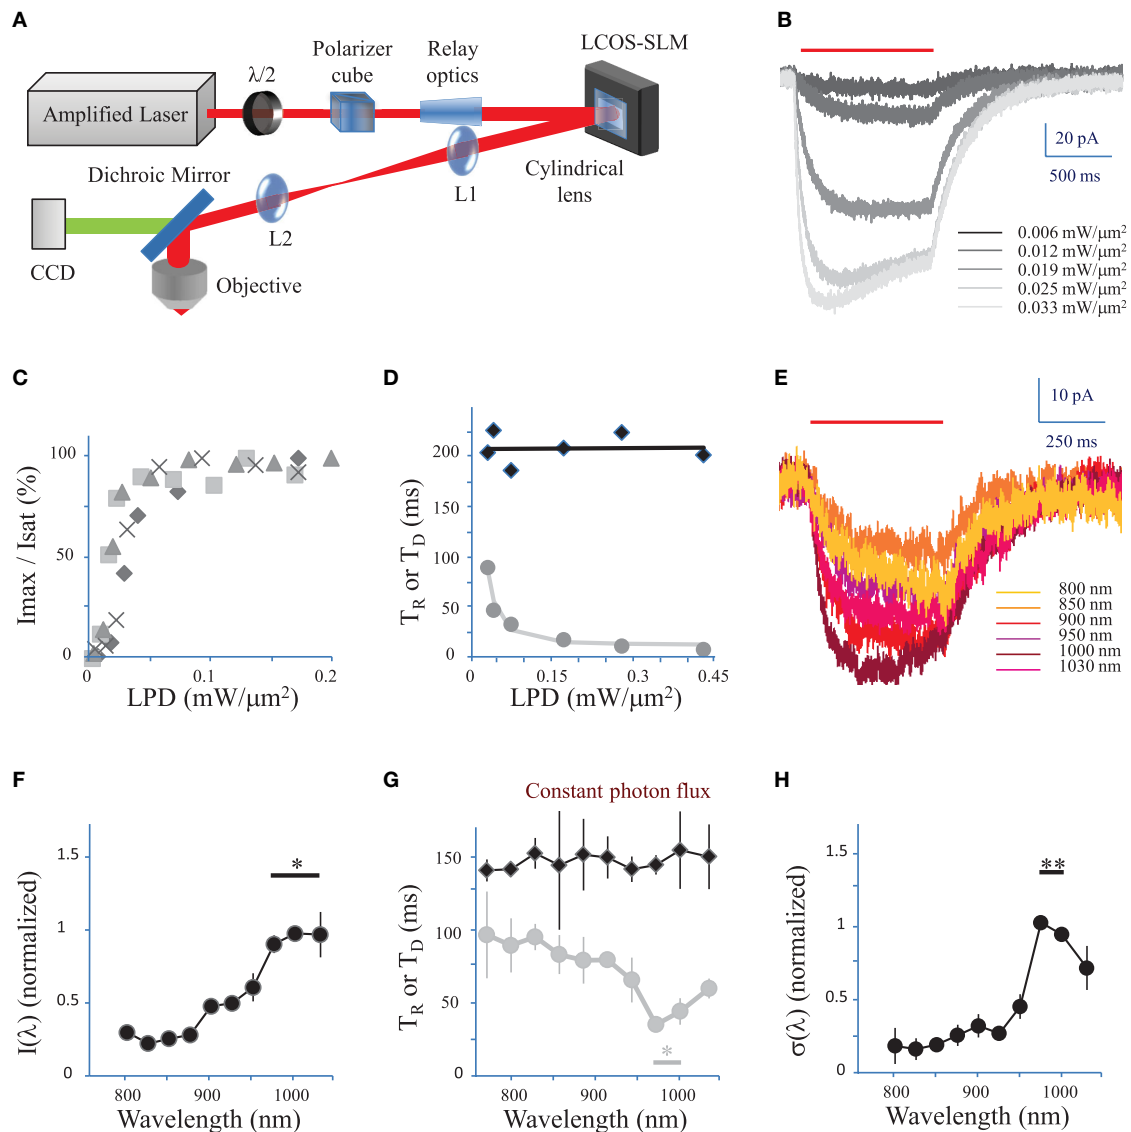 A
Amplified Laser
λ/2
Polarizer
cube
Relay
optics
LCOS-SLM
Cylindrical
lens
L1
L2
Dichroic Mirror
CCD
Objective
B
20 pA
500 ms
0.006 mW/μm²
0.012 mW/μm²
0.019 mW/μm²
0.025 mW/μm²
0.033 mW/μm²
C
Imax / Isat (%)
100
50
0
0
0.1
0.2
LPD (mW/μm²)
D
T_R or T_D (ms)
200
150
100
50
0
0
0.15
0.3
0.45
LPD (mW/μm²)
E
10 pA
250 ms
800 nm
850 nm
900 nm
950 nm
1000 nm
1030 nm
F
I(λ) (normalized)
1.5
1
0.5
0
*
800
900
1000
Wavelength (nm)
G
Constant photon flux
T_R or T_D (ms)
150
100
50
0
*
800
900
1000
Wavelength (nm)
H
σ(λ) (normalized)
1.5
1
0.5
0
**
800
900
1000
Wavelength (nm)